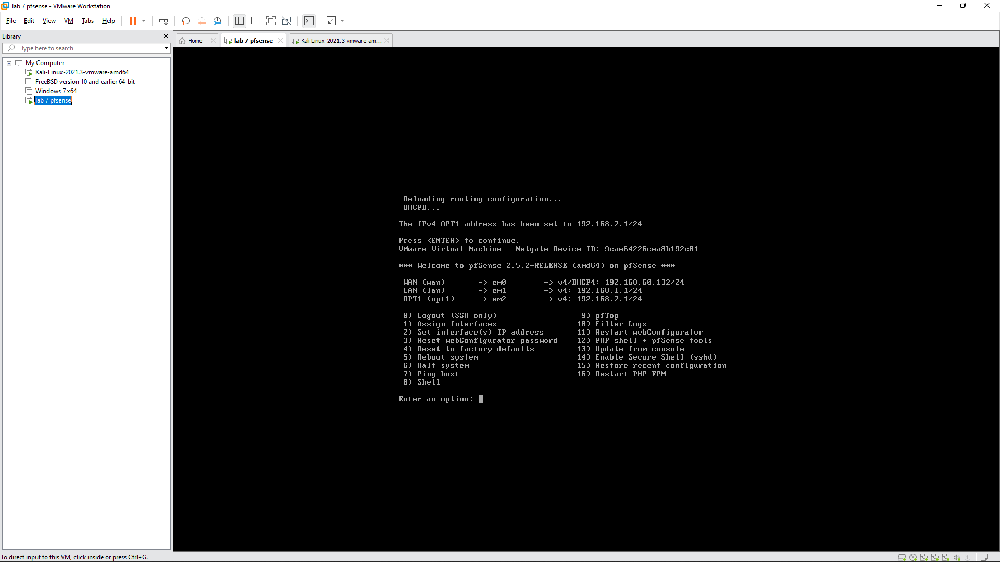 lab 7 pfsense - VMware Workstation
File Edit View VM Tabs Help
Library
Home
lab 7 pfsense
Kali-Linux-2021.3-vmware-am...
Type here to search
My Computer
Kali-Linux-2021.3-vmware-amd64
FreeBSD version 10 and earlier 64-bit
Windows 7 x64
lab 7 pfsense
Reloading routing configuration...
DHCPD...
The IPv4 OPT1 address has been set to 192.168.2.1/24
Press <ENTER> to continue.
VMware Virtual Machine - Netgate Device ID: 9cae64226cea8b192c81
*** Welcome to pfSense 2.5.2-RELEASE (amd64) on pfSense ***
WAN (wan) -> em0 -> v4/DHCP4: 192.168.60.132/24
LAN (lan) -> em1 -> v4: 192.168.1.1/24
OPT1 (opt1) -> em2 -> v4: 192.168.2.1/24
0) Logout (SSH only) 9) pfTop
1) Assign Interfaces 10) Filter Logs
2) Set interface(s) IP address 11) Restart webConfigurator
3) Reset webConfigurator password 12) PHP shell + pfSense tools
4) Reset to factory defaults 13) Update from console
5) Reboot system 14) Enable Secure Shell (sshd)
6) Halt system 15) Restore recent configuration
7) Ping host 16) Restart PHP-FPM
8) Shell
Enter an option:
To direct input to this VM, click inside or press Ctrl+G.